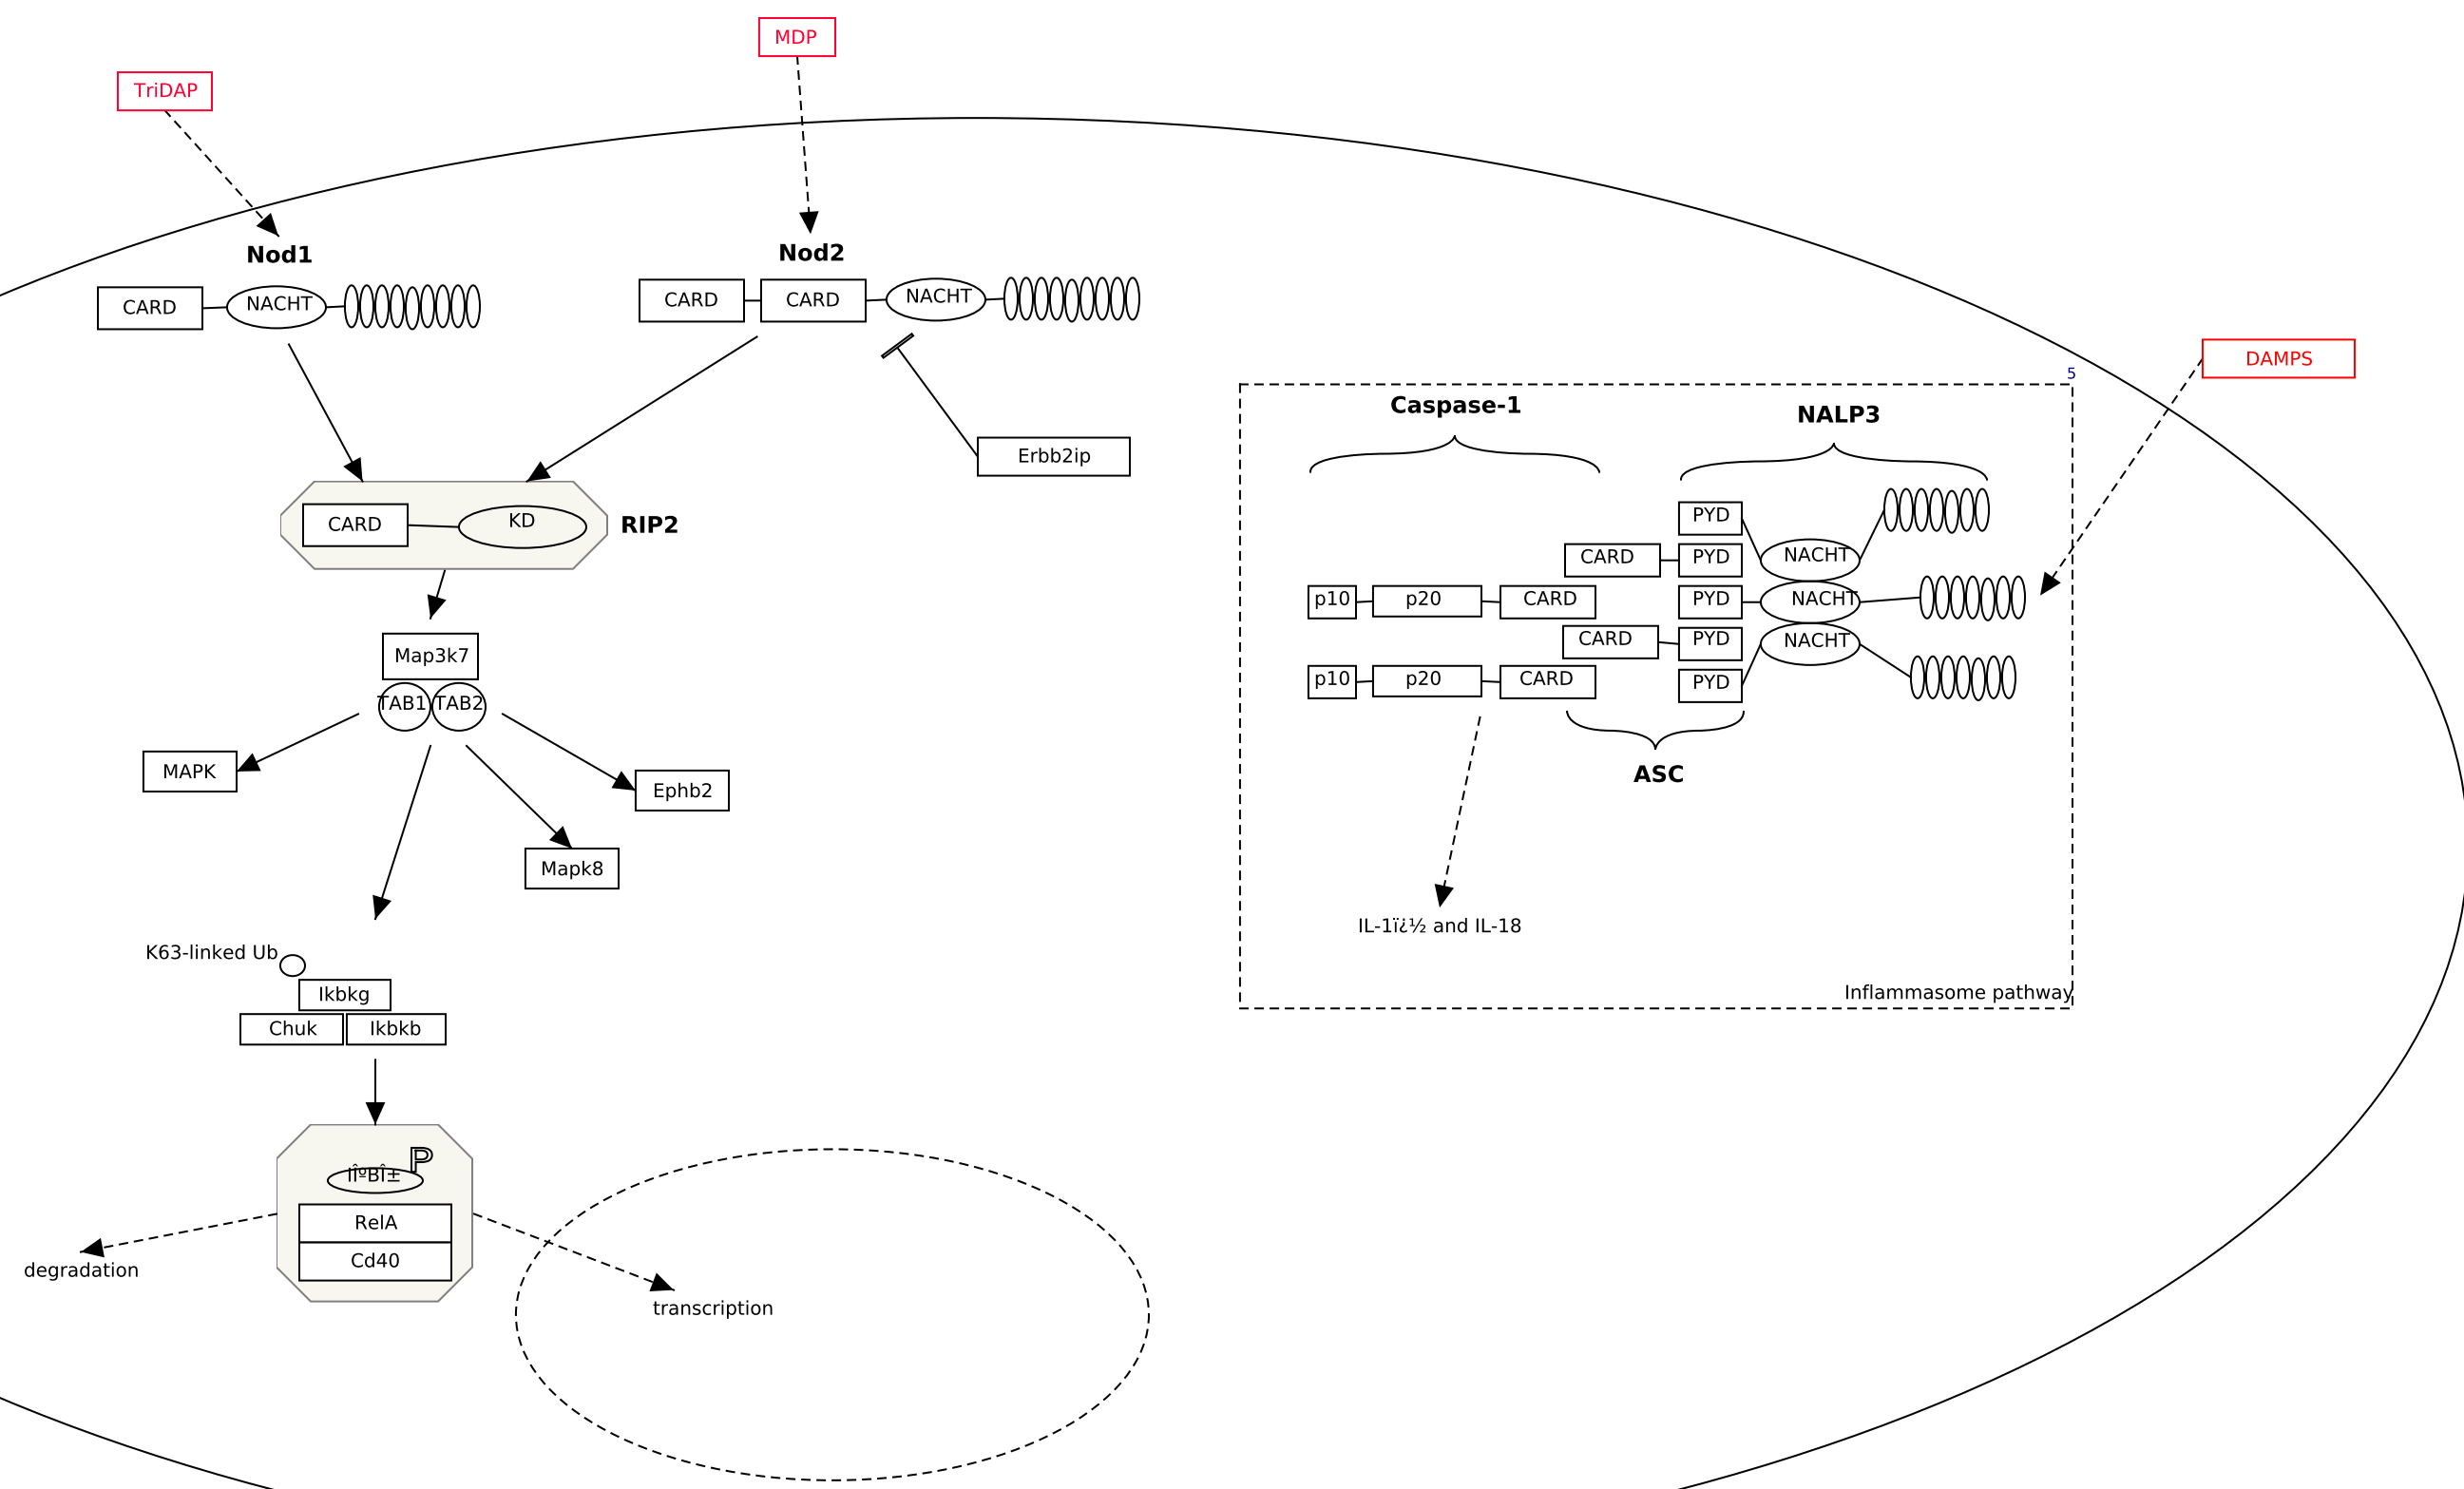 MDP
TriDAP
Nod1
Nod2
CARD
NACHT
CARD
CARD
NACHT
DAMPS
5
Caspase-1
NALP3
Erbb2ip
CARD
KD
RIP2
PYD
CARD
PYD
NACHT
p10
p20
CARD
PYD
NACHT
CARD
PYD
NACHT
p10
p20
CARD
PYD
ASC
Map3k7
TAB1
TAB2
MAPK
Ephb2
Mapk8
IL-1ï¿½ and IL-18
Inflammasome pathway
K63-linked Ub
Ikbkg
Chuk
Ikbkb
P
IÎºBÎ±
RelA
Cd40
degradation
transcription